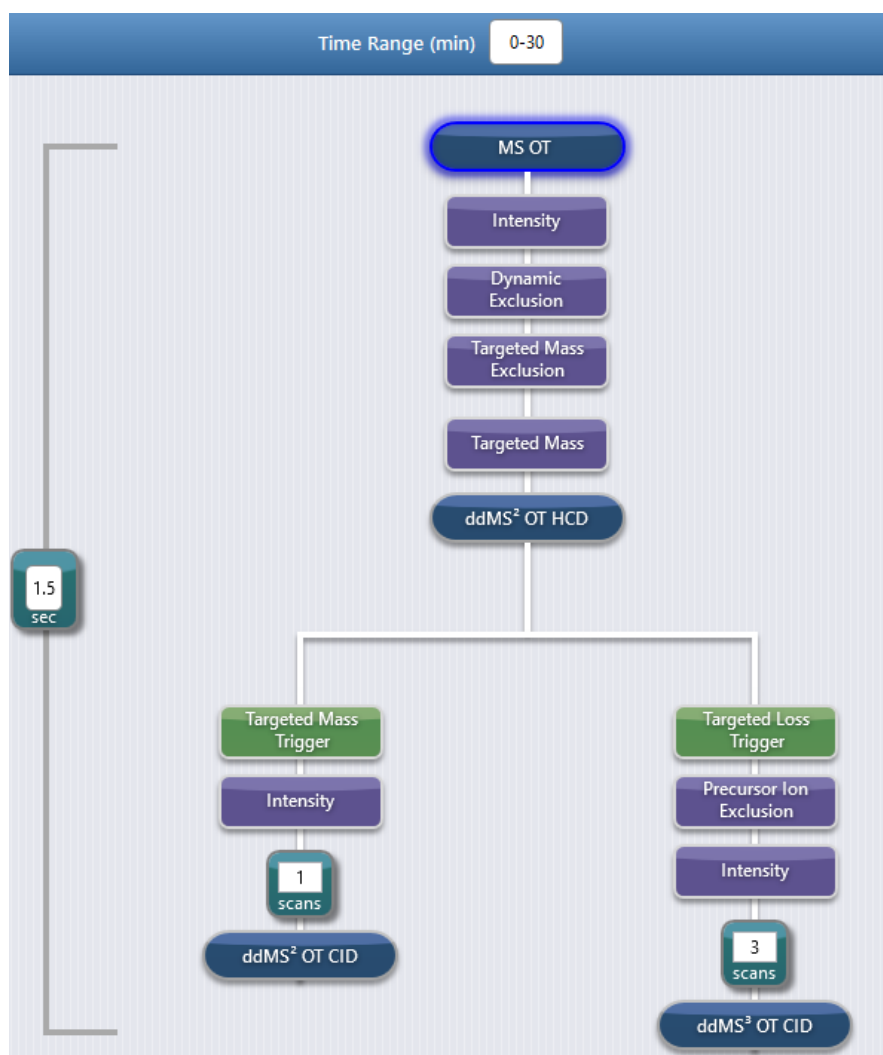 Time Range (min) 0-30
MS OT
Intensity
Dynamic
Exclusion
Targeted Mass
Exclusion
Targeted Mass
ddMS² OT HCD
1.5
sec
Targeted Mass
Trigger
Intensity
1
scans
ddMS² OT CID
Targeted Loss
Trigger
Precursor Ion
Exclusion
Intensity
3
scans
ddMS³ OT CID